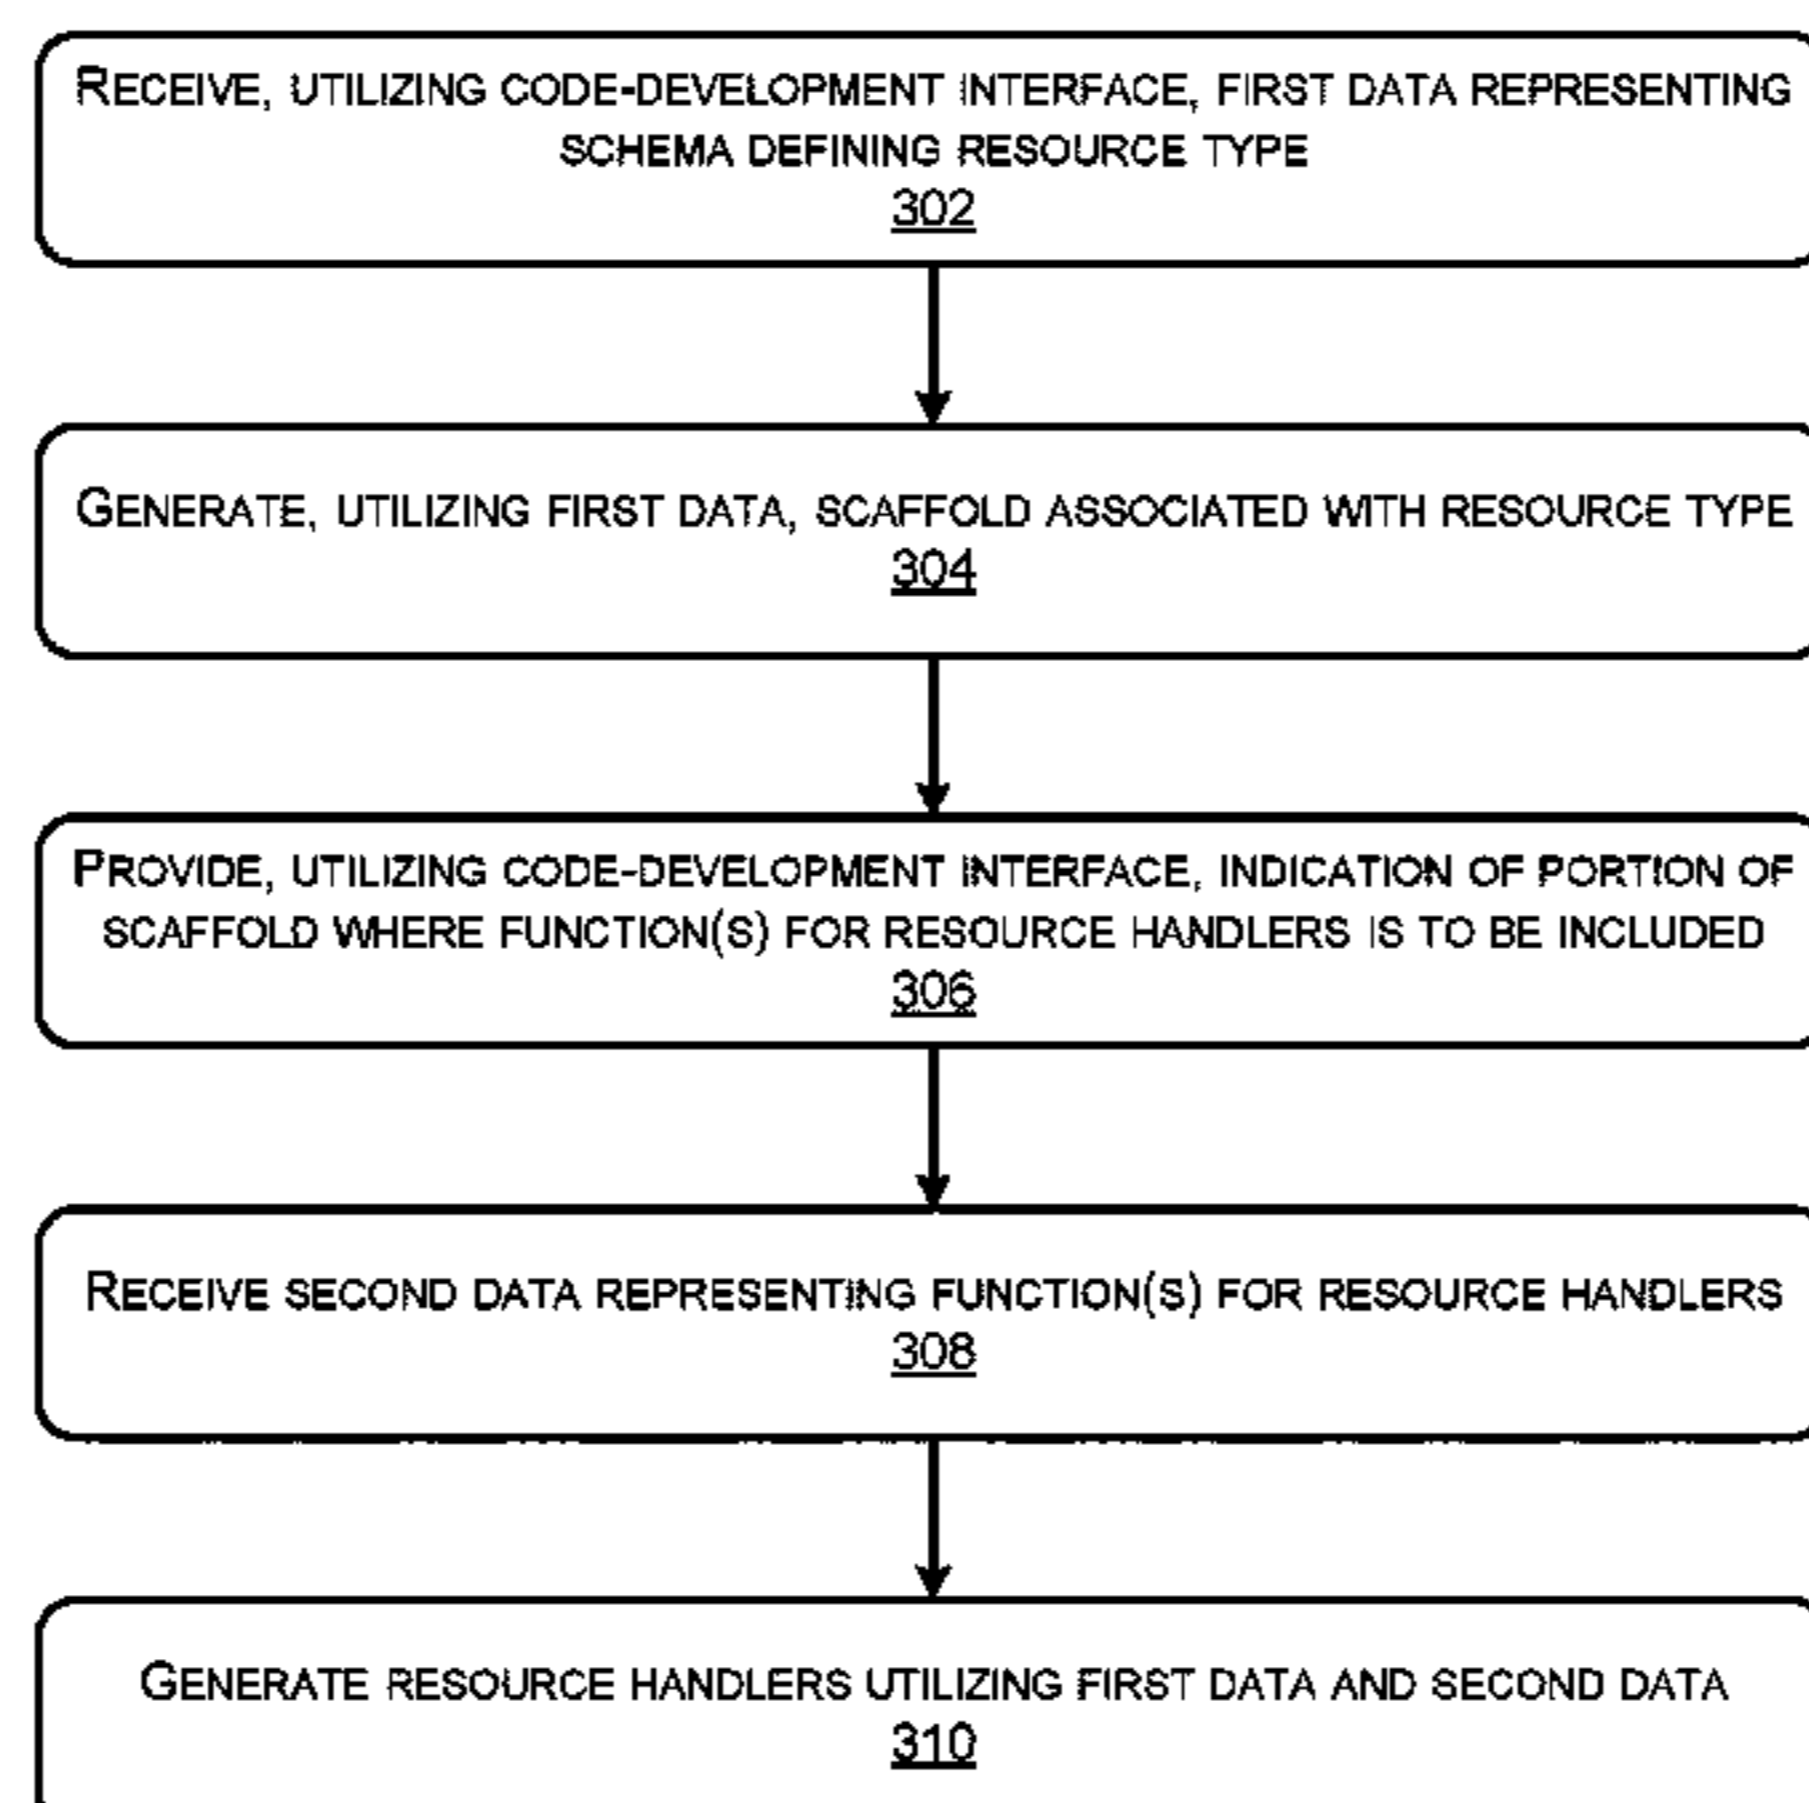 RECEIVE, UTILIZING CODE-DEVELOPMENT INTERFACE, FIRST DATA REPRESENTING
SCHEMA DEFINING RESOURCE TYPE
302
GENERATE, UTILIZING FIRST DATA, SCAFFOLD ASSOCIATED WITH RESOURCE TYPE
304
PROVIDE, UTILIZING CODE-DEVELOPMENT INTERFACE, INDICATION OF PORTION OF
SCAFFOLD WHERE FUNCTION(S) FOR RESOURCE HANDLERS IS TO BE INCLUDED
306
RECEIVE SECOND DATA REPRESENTING FUNCTION(S) FOR RESOURCE HANDLERS
308
GENERATE RESOURCE HANDLERS UTILIZING FIRST DATA AND SECOND DATA
310